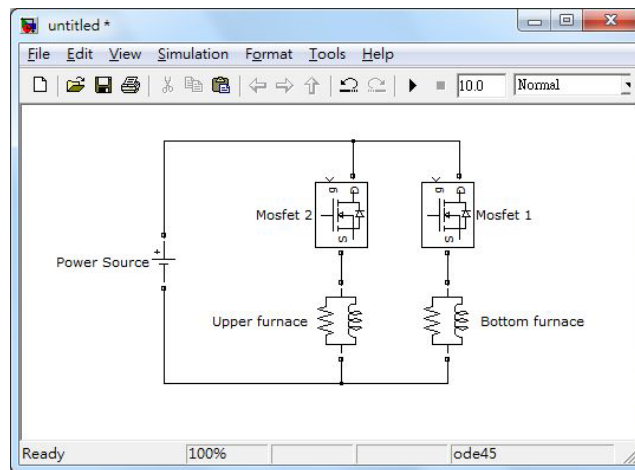 untitled *
File Edit View Simulation Format Tools Help
10.0 Normal
g D
g D
Mosfet 2
Mosfet 1
S
S
+
Power Source
Upper furnace
Bottom furnace
Ready 100% ode45